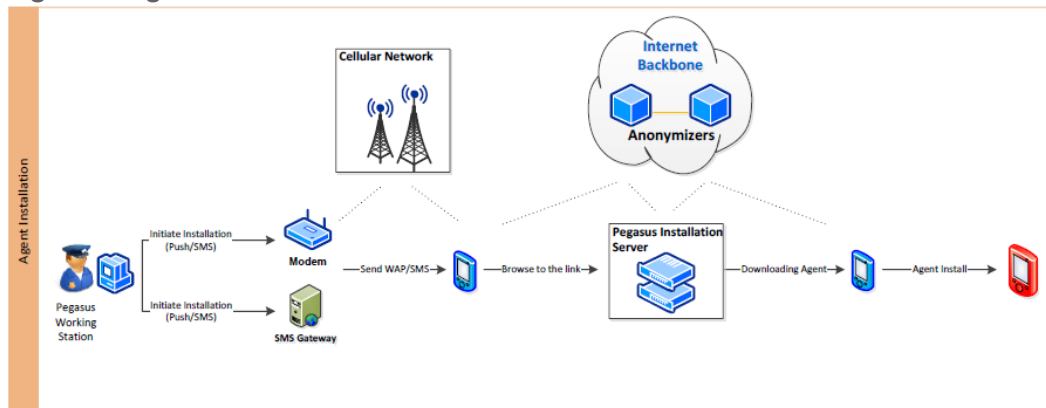 Agent Installation
Cellular Network
Internet
Backbone
Anonymizers
Pegasus
Working
Station
Initiate Installation
(Push/SMS)
Initiate Installation
(Push/SMS)
Modem
SMS Gateway
Send WAP/SMS
Browse to the link
Pegasus Installation
Server
Downloading Agent
Agent Install